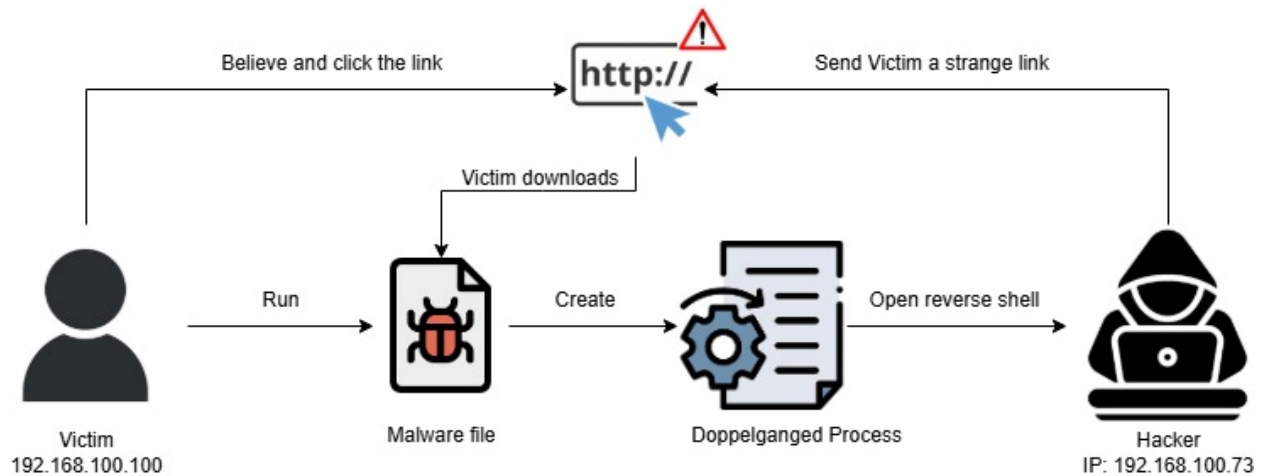 Believe and click the link
http://
Send Victim a strange link
Victim downloads
Run
Create
Open reverse shell
Victim
192.168.100.100
Malware file
Doppelganged Process
Hacker
IP: 192.168.100.73